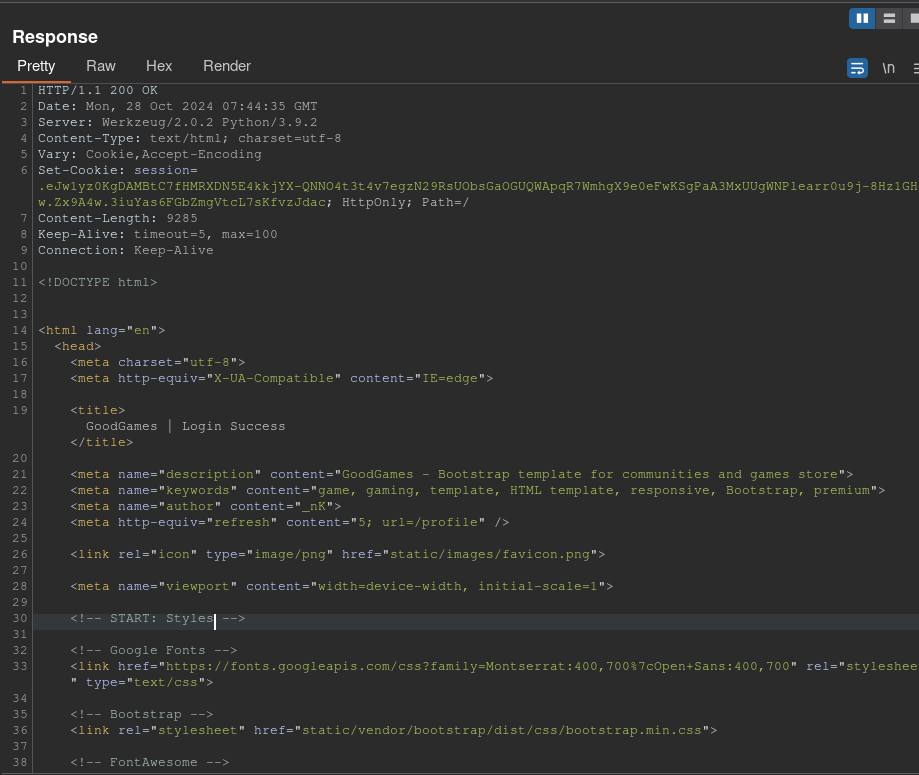 Response
Pretty Raw Hex Render \n
1 HTTP/1.1 200 OK
2 Date: Mon, 28 Oct 2024 07:44:35 GMT
3 Server: Werkzeug/2.0.2 Python/3.9.2
4 Content-Type: text/html; charset=utf-8
5 Vary: Cookie,Accept-Encoding
6 Set-Cookie: session=
.eJw1yz0KgDAMBtC7fHMRXDN5E4kkjYX-QNNO4t3t4v7egzN29RsUObsGaOGUQWApqR7WmhgX9e0eFwKSgPaA3MxUUgWNPlearr0u9j-8Hz1GH
w.Zx9A4w.3iuYas6FGbZmgVtcL7sKfvzJdac; HttpOnly; Path=/
7 Content-Length: 9285
8 Keep-Alive: timeout=5, max=100
9 Connection: Keep-Alive
10
11 <!DOCTYPE html>
12
13
14 <html lang="en">
15 <head>
16 <meta charset="utf-8">
17 <meta http-equiv="X-UA-Compatible" content="IE=edge">
18
19 <title>
GoodGames | Login Success
</title>
20
21 <meta name="description" content="GoodGames - Bootstrap template for communities and games store">
22 <meta name="keywords" content="game, gaming, template, HTML template, responsive, Bootstrap, premium">
23 <meta name="author" content="_nK">
24 <meta http-equiv="refresh" content="5; url=/profile" />
25
26 <link rel="icon" type="image/png" href="static/images/favicon.png">
27
28 <meta name="viewport" content="width=device-width, initial-scale=1">
29
30 <!-- START: Styles -->
31
32 <!-- Google Fonts -->
33 <link href="https://fonts.googleapis.com/css?family=Montserrat:400,700%7cOpen+Sans:400,700" rel="styleshee
" type="text/css">
34
35 <!-- Bootstrap -->
36 <link rel="stylesheet" href="static/vendor/bootstrap/dist/css/bootstrap.min.css">
37
38 <!-- FontAwesome -->